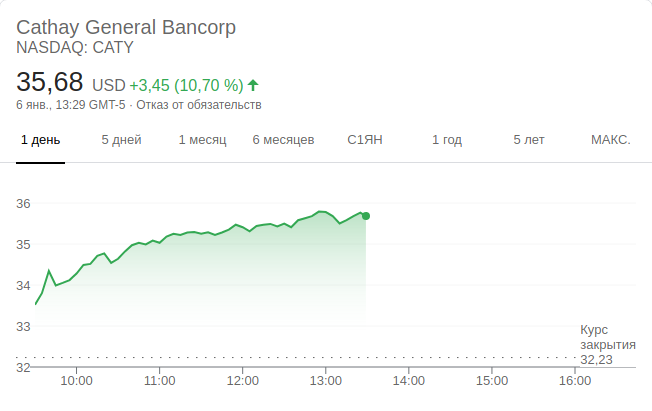 Cathay General Bancorp
NASDAQ: CATY
35,68 USD +3,45 (10,70 %)
6 янв., 13:29 GMT-5 · Отказ от обязательств
1 день 5 дней 1 месяц 6 месяцев С1ЯН 1 год 5 лет МАКС.
36
35
34
33
Курс
закрытия
32,23
32
10:00 11:00 12:00 13:00 14:00 15:00 16:00